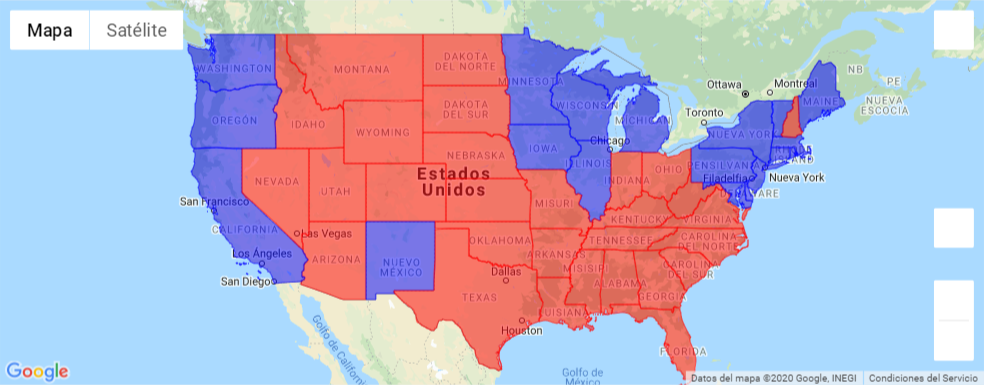 Mapa
Satélite
WASHINGTON
MONTANA
DAKOTA
DEL NORTE
MINNESOTA
OREGÓN
IDAHO
WYOMING
DAKOTA
DEL SUR
WISCONSIN
MICHIGAN
Ottawa
Montreal
NB
PE
NUEVA
ESCOCIA
MAINE
Toronto
NUEVA YORK
Chicago
IOWA
NEBRASKA
ILLINOIS
INDIANA
OHIO
PENSILVANIA
ISLAND
Filadelfia
Nueva York
DELAWARE
Estados
Unidos
NEVADA
UTAH
San Francisco
CALIFORNIA
Las Vegas
Los Ángeles
San Diego
ARIZONA
NUEVO
MÉXICO
MISURI
KENTUCKY
VIRGINIA
OKLAHOMA
TENNESSEE
CAROLINA
DEL NORTE
ARKANSAS
MISISIPI
CAROLINA
DEL SUR
Dallas
ALABAMA
GEORGIA
TEXAS
LUISIANA
Houston
FLORIDA
Golfo de California
Golfo de
México
Google
Datos del mapa ©2020 Google, INEGI
Condiciones del Servicio